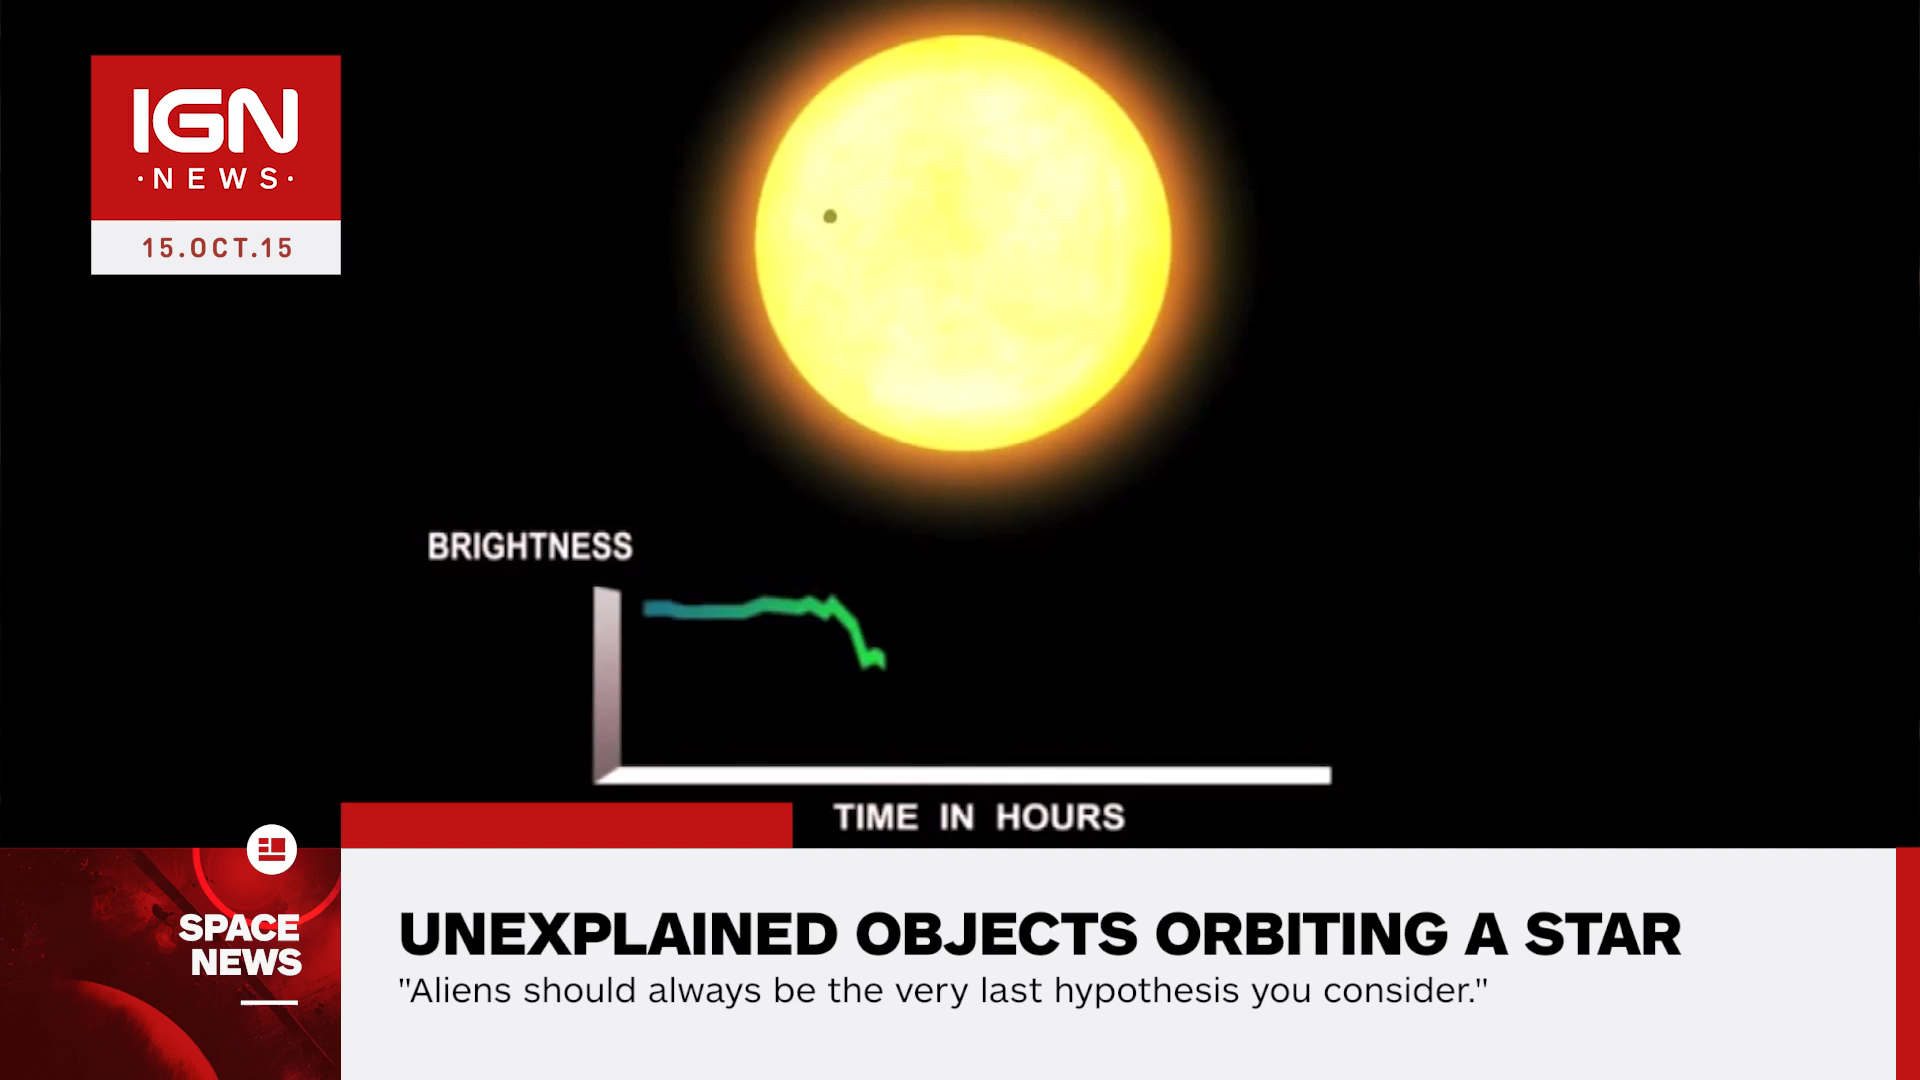 IGN
·NEWS·
15.OCT.15
BRIGHTNESS
TIME IN HOURS
SPACE
NEWS
UNEXPLAINED OBJECTS ORBITING A STAR
"Aliens should always be the very last hypothesis you consider."